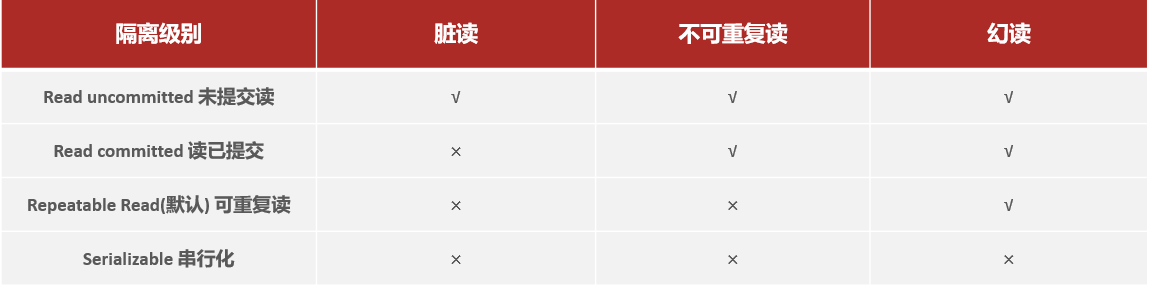 隔离级别 脏读 不可重复读 幻读
Read uncommitted 未提交读 √ √ √
Read committed 读已提交 × √ √
Repeatable Read(默认) 可重复读 × × √
Serializable 串行化 × × ×